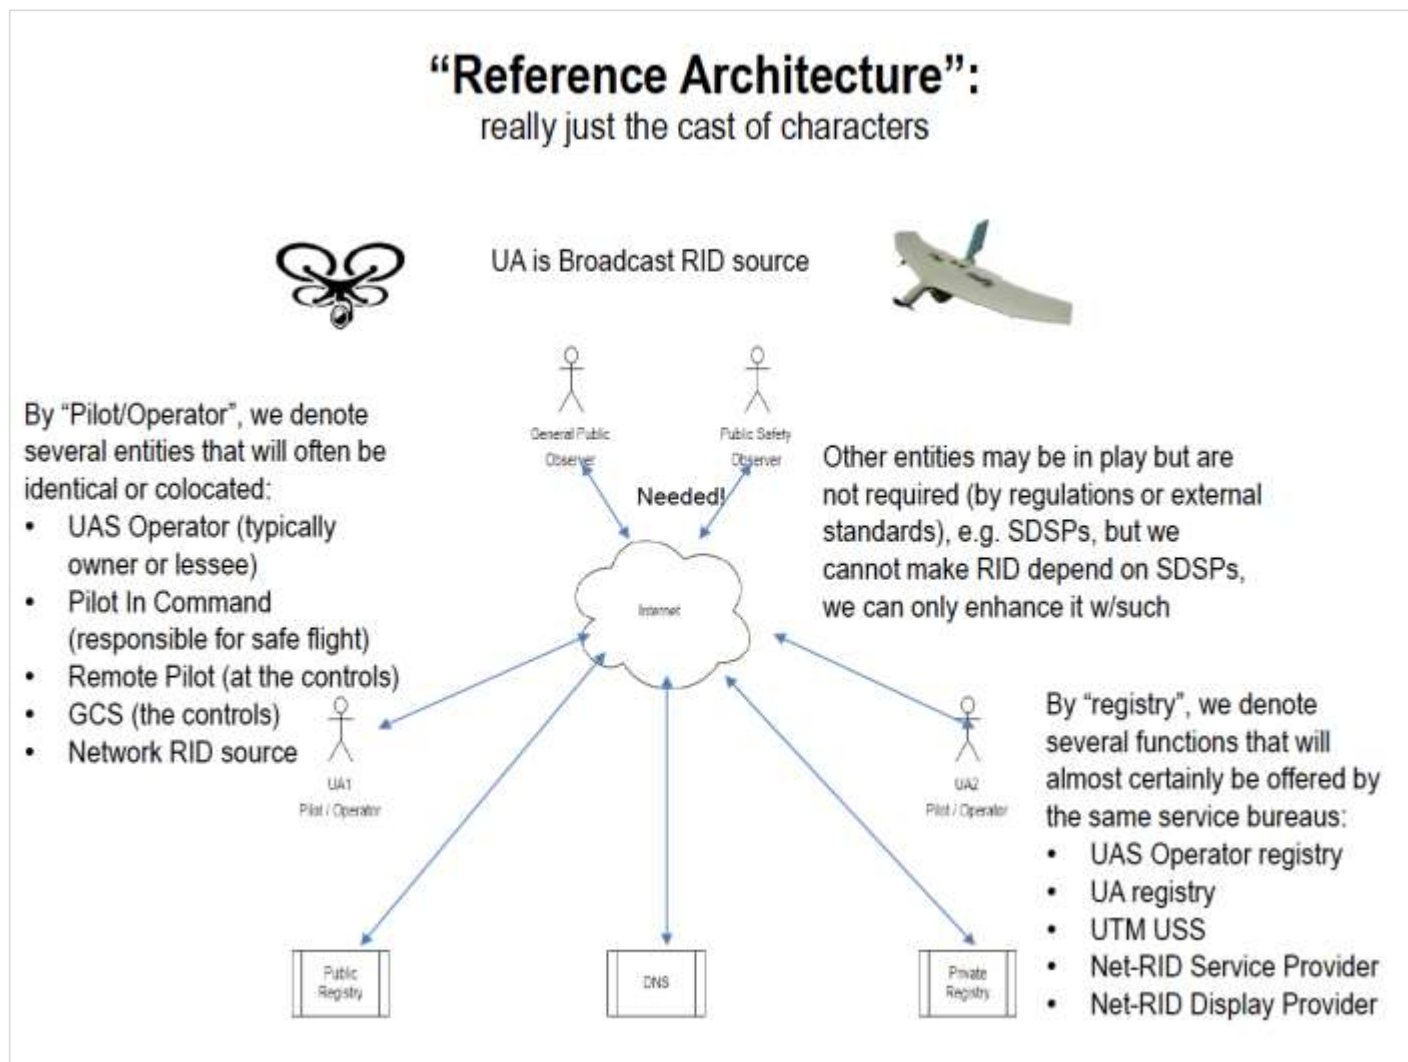 “Reference Architecture”:
really just the cast of characters
UA is Broadcast RID source
General Public
Observer
Public Safety
Observer
Needed!
By “Pilot/Operator”, we denote
several entities that will often be
identical or colocated:
• UAS Operator (typically
owner or lessee)
• Pilot In Command
(responsible for safe flight)
• Remote Pilot (at the controls)
• GCS (the controls)
• Network RID source
Other entities may be in play but are
not required (by regulations or external
standards), e.g. SDSPs, but we
cannot make RID depend on SDSPs,
we can only enhance it w/such
Internet
UA1
Pilot / Operator
UA2
Pilot / Operator
By “registry”, we denote
several functions that will
almost certainly be offered by
the same service bureaus:
• UAS Operator registry
• UA registry
• UTM USS
• Net-RID Service Provider
• Net-RID Display Provider
Public
Registry
DNS
Private
Registry